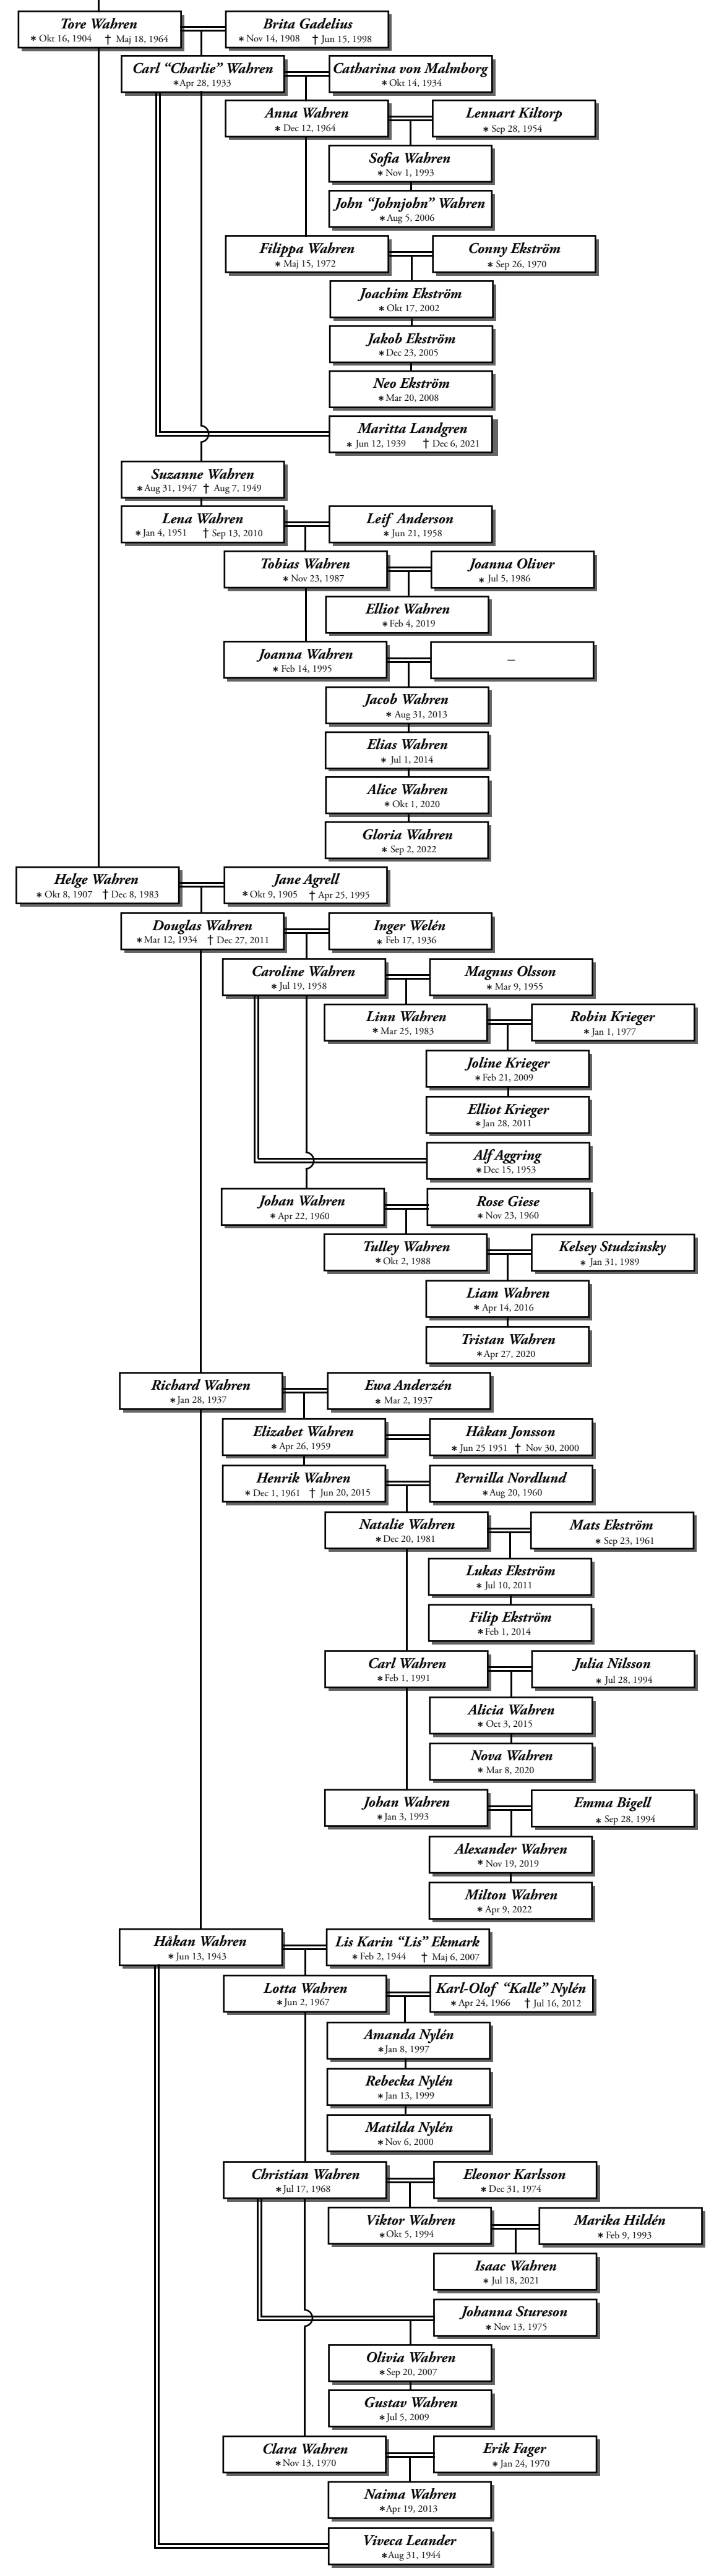 Tore Wahren
* Okt 16, 1904 † Maj 18, 1964
Brita Gadelius
* Nov 14, 1908 † Jun 15, 1998
Carl “Charlie” Wahren
* Apr 28, 1933
Catharina von Malmborg
* Okt 14, 1934
Anna Wahren
* Dec 12, 1964
Lennart Kiltorp
* Sep 28, 1954
Sofia Wahren
* Nov 1, 1993
John “Johnjohn” Wahren
* Aug 5, 2006
Filippa Wahren
* Maj 15, 1972
Conny Ekström
* Sep 26, 1970
Joachim Ekström
* Okt 17, 2002
Jakob Ekström
* Dec 23, 2005
Neo Ekström
* Mar 20, 2008
Maritta Landgren
* Jun 12, 1939 † Dec 6, 2021
Suzanne Wahren
* Aug 31, 1947 † Aug 7, 1949
Lena Wahren
* Jan 4, 1951 † Sep 13, 2010
Leif Anderson
* Jun 21, 1958
Tobias Wahren
* Nov 23, 1987
Joanna Oliver
* Jul 5, 1986
Elliot Wahren
* Feb 4, 2019
Joanna Wahren
* Feb 14, 1995
–
Jacob Wahren
* Aug 31, 2013
Elias Wahren
* Jul 1, 2014
Alice Wahren
* Okt 1, 2020
Gloria Wahren
* Sep 2, 2022
Helge Wahren
* Okt 8, 1907 † Dec 8, 1983
Jane Agrell
* Okt 9, 1905 † Apr 25, 1995
Douglas Wahren
* Mar 12, 1934 † Dec 27, 2011
Inger Welén
* Feb 17, 1936
Caroline Wahren
* Jul 19, 1958
Magnus Olsson
* Mar 9, 1955
Linn Wahren
* Mar 25, 1983
Robin Krieger
* Jan 1, 1977
Joline Krieger
* Feb 21, 2009
Elliot Krieger
* Jan 28, 2011
Alf Aggring
* Dec 15, 1953
Johan Wahren
* Apr 22, 1960
Rose Giese
* Nov 23, 1960
Tulley Wahren
* Okt 2, 1988
Kelsey Studzinsky
* Jan 31, 1989
Liam Wahren
* Apr 14, 2016
Tristan Wahren
* Apr 27, 2020
Richard Wahren
* Jan 28, 1937
Ewa Anderzén
* Mar 2, 1937
Elizabet Wahren
* Apr 26, 1959
Håkan Jonsson
* Jun 25 1951 † Nov 30, 2000
Henrik Wahren
* Dec 1, 1961 † Jun 20, 2015
Pernilla Nordlund
* Aug 20, 1960
Natalie Wahren
* Dec 20, 1981
Mats Ekström
* Sep 23, 1961
Lukas Ekström
* Jul 10, 2011
Filip Ekström
* Feb 1, 2014
Carl Wahren
* Feb 1, 1991
Julia Nilsson
* Jul 28, 1994
Alicia Wahren
* Oct 3, 2015
Nova Wahren
* Mar 8, 2020
Johan Wahren
* Jan 3, 1993
Emma Bigell
* Sep 28, 1994
Alexander Wahren
* Nov 19, 2019
Milton Wahren
* Apr 9, 2022
Håkan Wahren
* Jun 13, 1943
Lis Karin “Lis” Ekmark
* Feb 2, 1944 † Maj 6, 2007
Lotta Wahren
* Jun 2, 1967
Karl-Olof “Kalle” Nylén
* Apr 24, 1966 † Jul 16, 2012
Amanda Nylén
* Jan 8, 1997
Rebecka Nylén
* Jan 13, 1999
Matilda Nylén
* Nov 6, 2000
Christian Wahren
* Jul 17, 1968
Eleonor Karlsson
* Dec 31, 1974
Viktor Wahren
* Okt 5, 1994
Marika Hildén
* Feb 9, 1993
Isaac Wahren
* Jul 18, 2021
Johanna Stureson
* Nov 13, 1975
Olivia Wahren
* Sep 20, 2007
Gustav Wahren
* Jul 5, 2009
Clara Wahren
* Nov 13, 1970
Erik Fager
* Jan 24, 1970
Naima Wahren
* Apr 19, 2013
Viveca Leander
* Aug 31, 1944